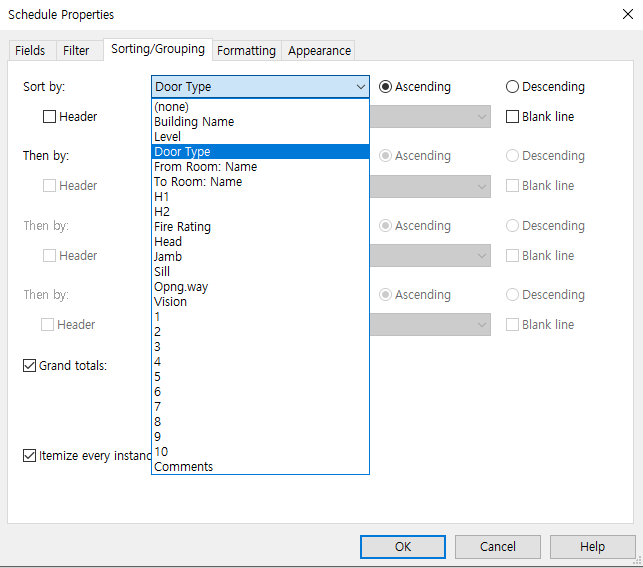 Schedule Properties
Fields Filter Sorting/Grouping Formatting Appearance
Sort by: Door Type Ascending Descending
Header Blank line
(none)
Building Name
Level
Door Type
From Room: Name
To Room: Name
H1
H2
Fire Rating
Head
Jamb
Sill
Opng.way
Vision
1
2
3
4
5
6
7
8
9
10
Comments
Then by: Ascending Descending
Header Blank line
Then by: Ascending Descending
Header Blank line
Then by: Ascending Descending
Header Blank line
Grand totals:
Itemize every instanc
OK Cancel Help